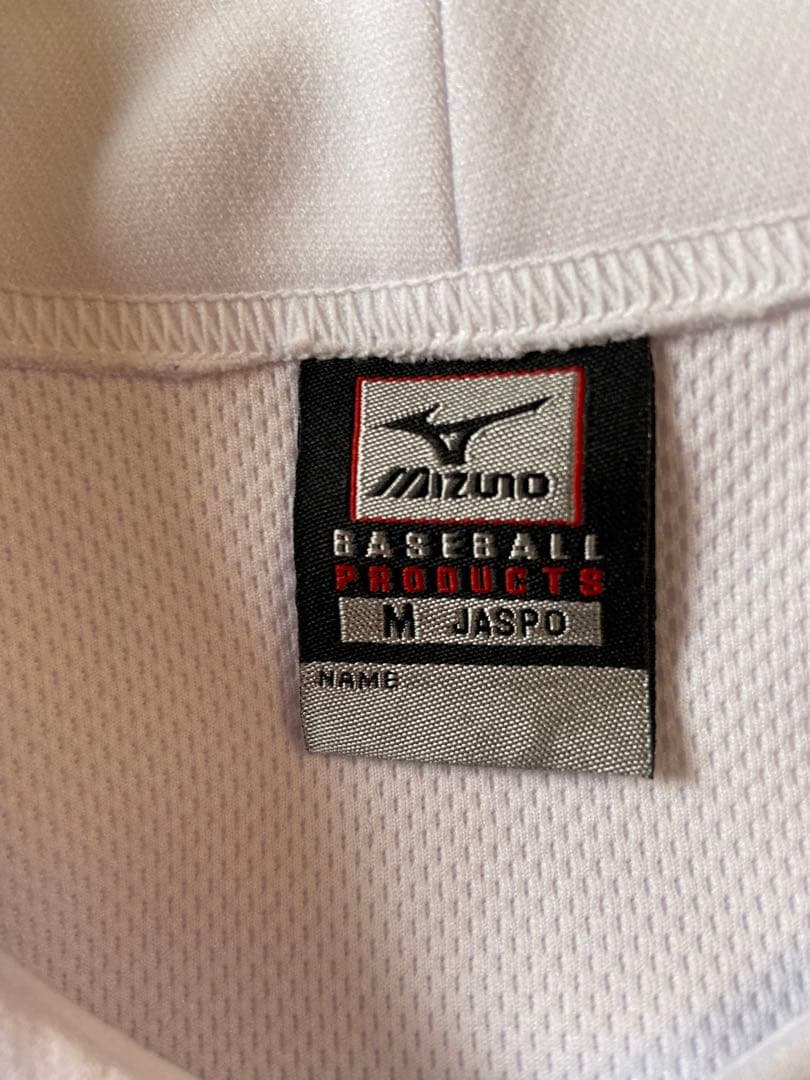 MIZUNO
BASEBALL
PRODUCTS
M JASPO
NAME